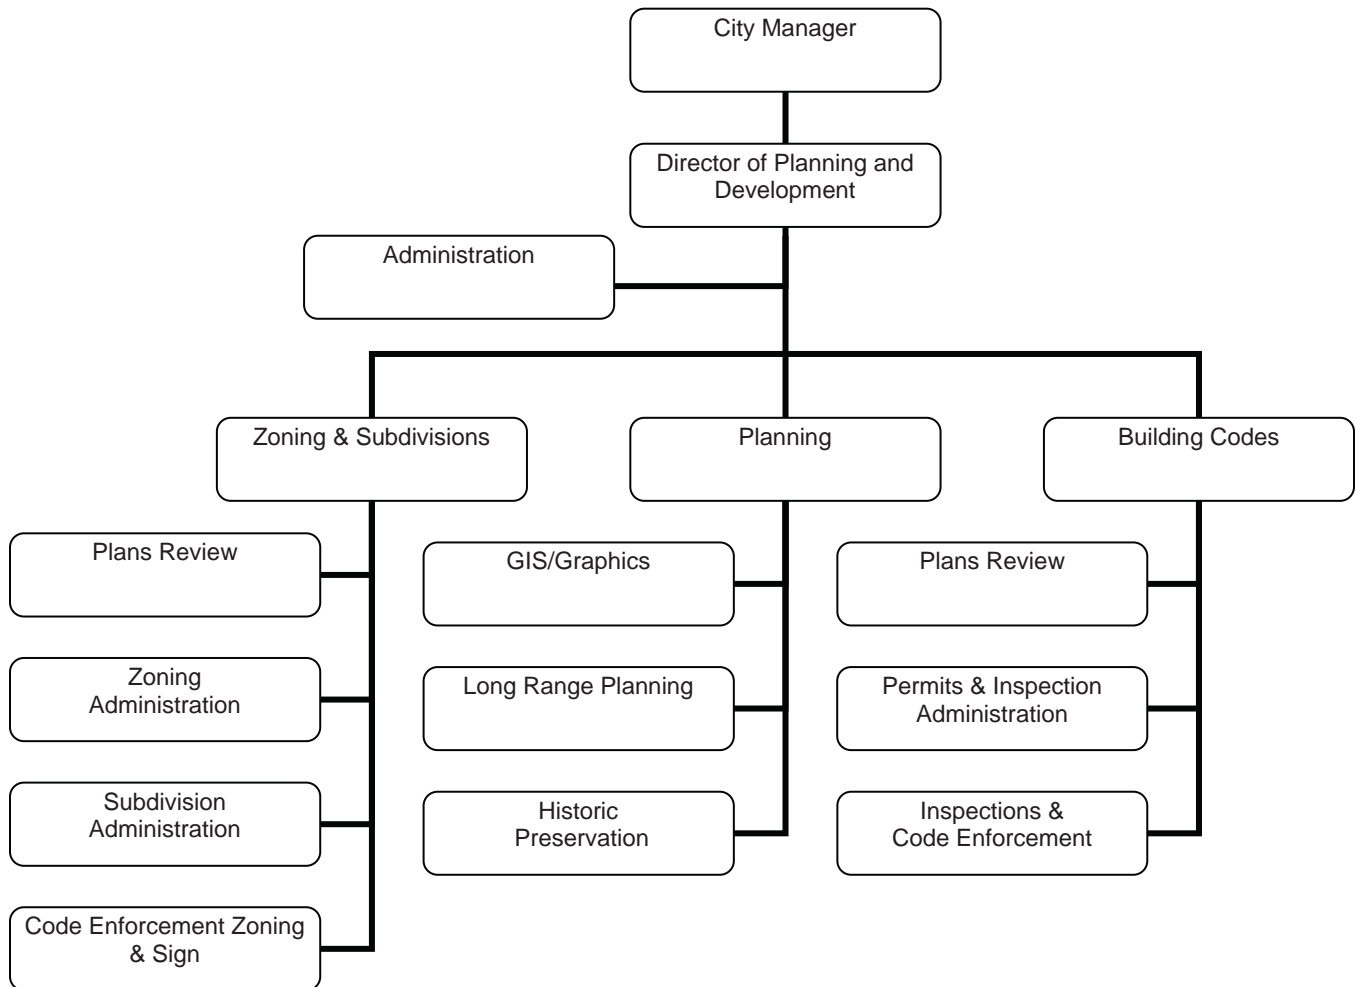 City Manager
Director of Planning and
Development
Administration
Zoning & Subdivisions
Planning
Building Codes
Plans Review
Zoning
Administration
Subdivision
Administration
Code Enforcement Zoning
& Sign
GIS/Graphics
Long Range Planning
Historic
Preservation
Plans Review
Permits & Inspection
Administration
Inspections &
Code Enforcement